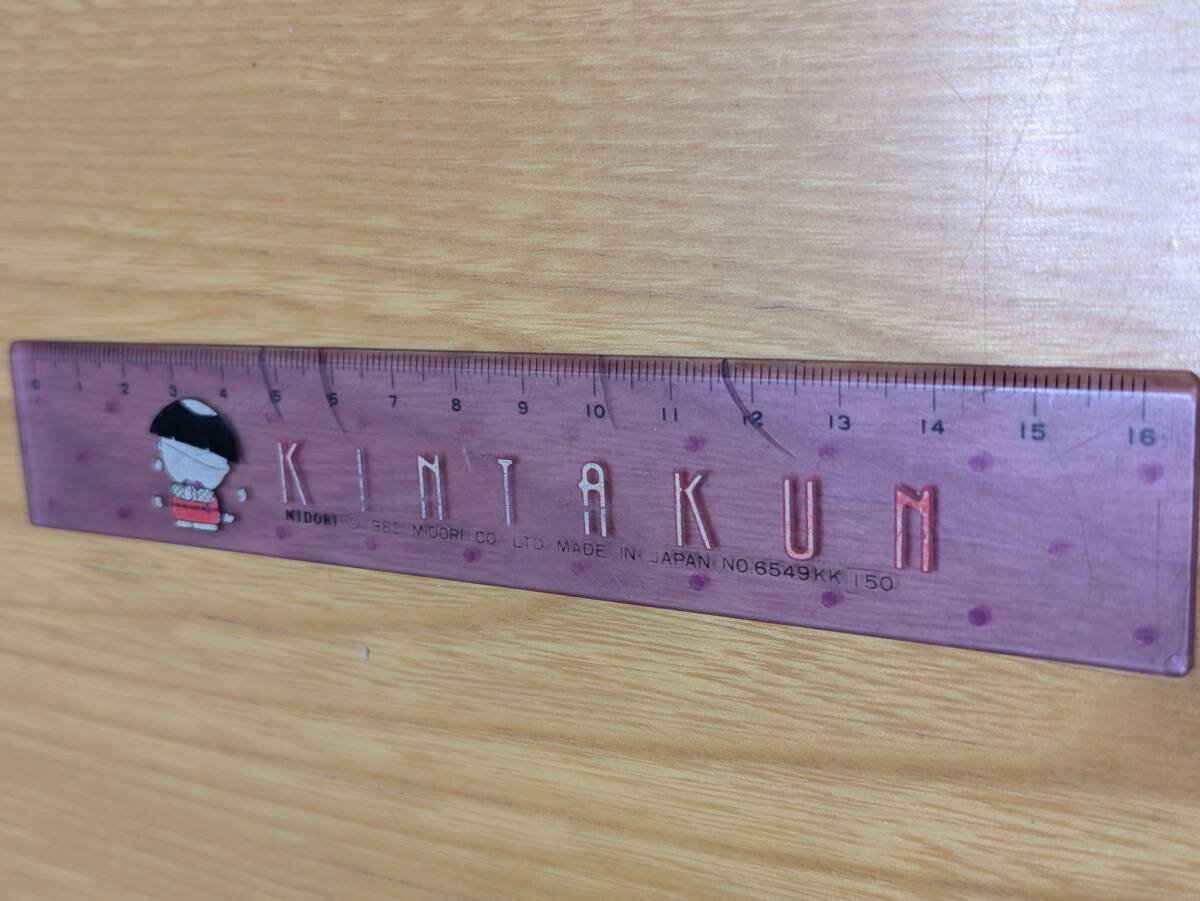 0 1 2 3 4 5 6 7 8 9 10 11 12 13 14 15 16
KINTAKUN
MIDORI © 1982 MIDORI CO LTD MADE IN JAPAN NO 6549KK 150